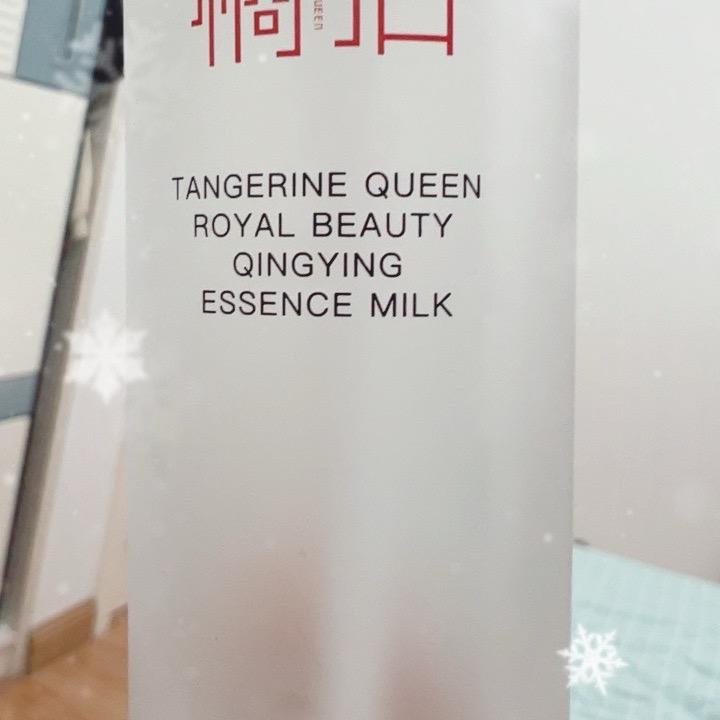 TANGERINE QUEEN
ROYAL BEAUTY
QINGYING
ESSENCE MILK